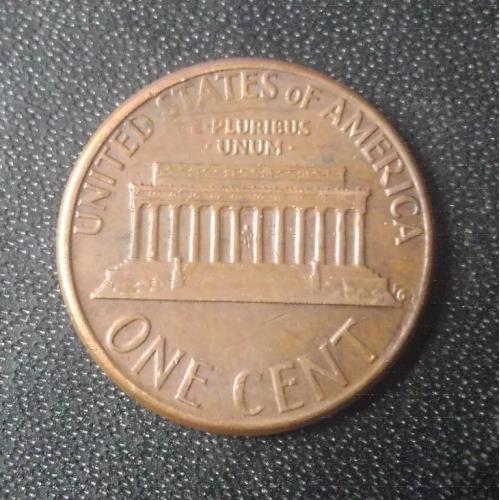 UNITED STATES OF AMERICA
E·PLURIBUS
·UNUM·
ONE CENT